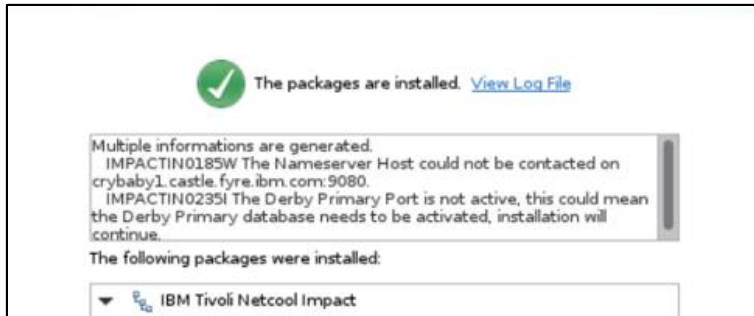 The packages are installed. View Log File
Multiple informations are generated.
IMPACTIN0185W The Nameserver Host could not be contacted on
crybaby1.castle.fyre.ibm.com:9080.
IMPACTIN0235I The Derby Primary Port is not active, this could mean
the Derby Primary database needs to be activated, installation will
continue.
The following packages were installed:
IBM Tivoli Netcool Impact